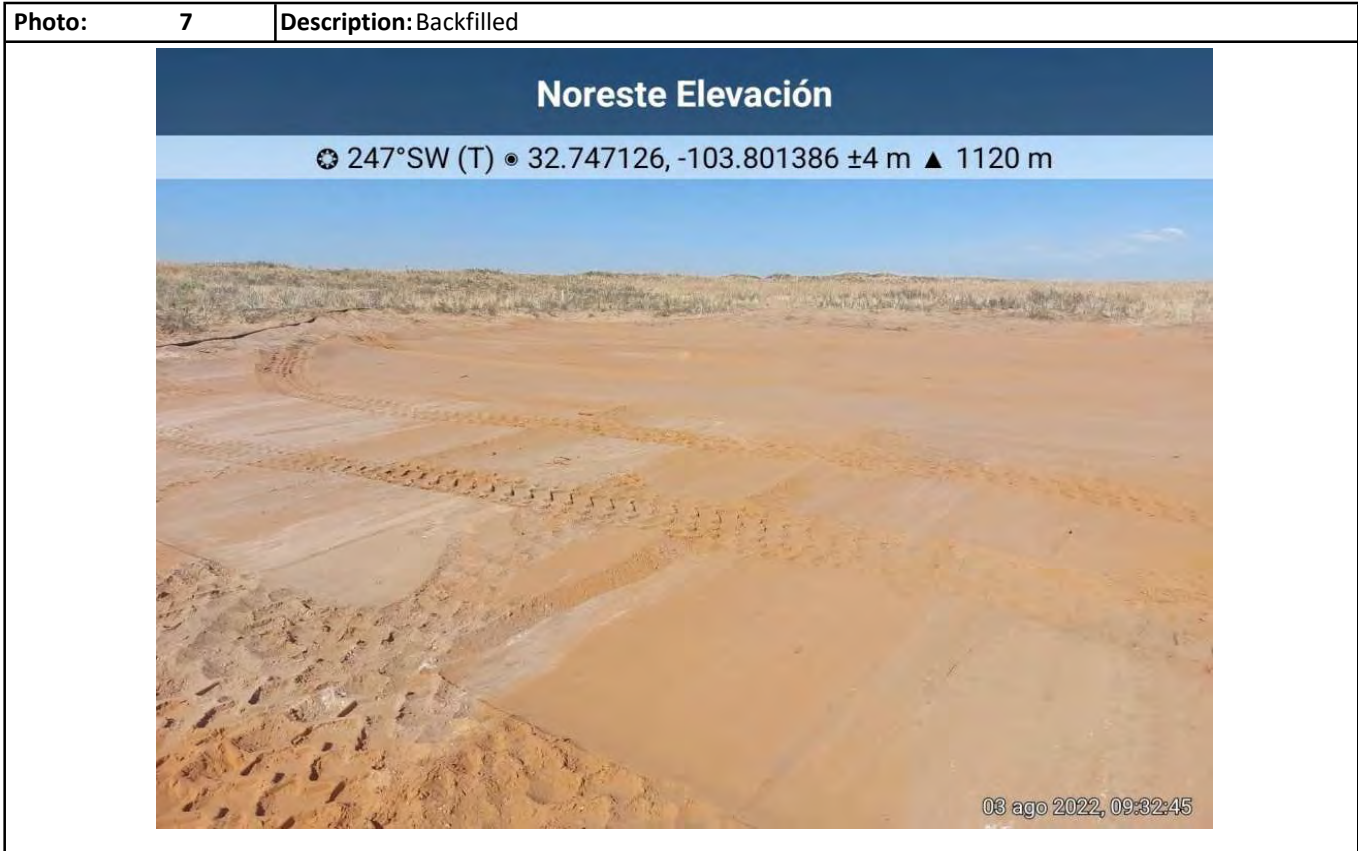 Photo: 7 Description: Backfilled
Noreste Elevación
247°SW (T) ◉ 32.747126, -103.801386 ±4 m ▲ 1120 m
03 ago 2022, 09:32:45